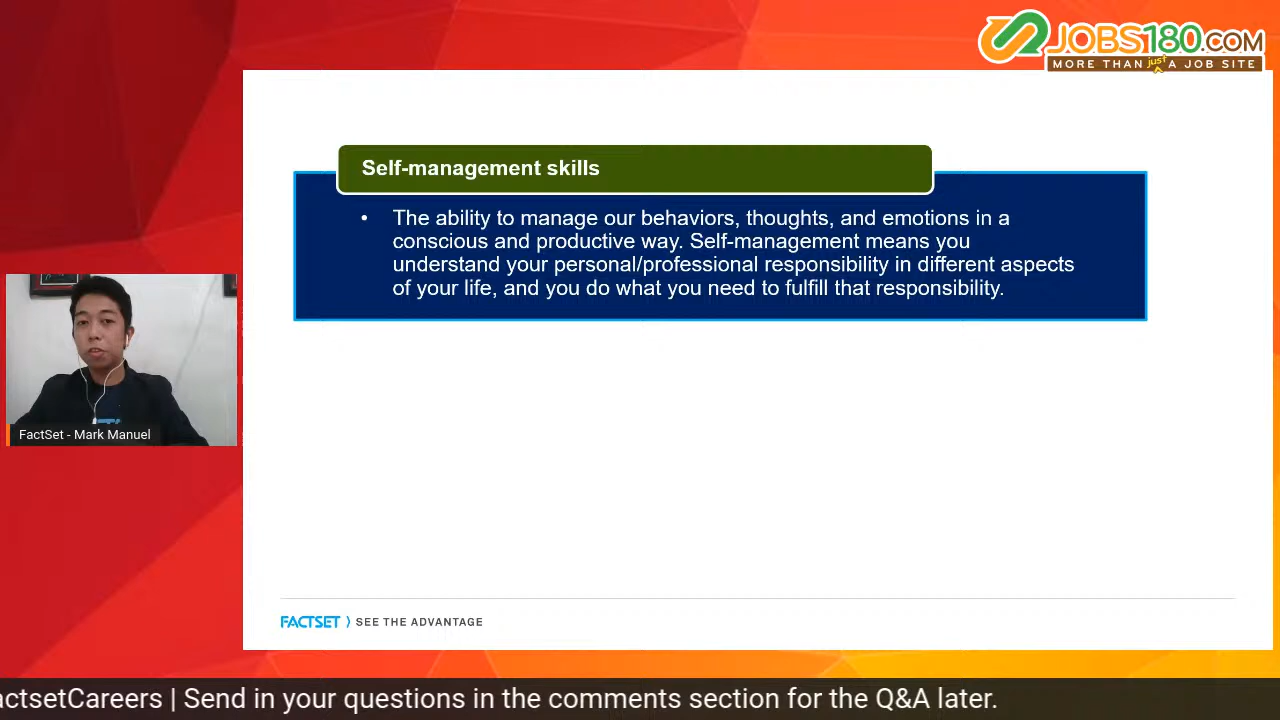 JOBS180.COM
MORE THAN just A JOB SITE
Self-management skills
• The ability to manage our behaviors, thoughts, and emotions in a
conscious and productive way. Self-management means you
understand your personal/professional responsibility in different aspects
of your life, and you do what you need to fulfill that responsibility.
FactSet - Mark Manuel
FACTSET ⟩ SEE THE ADVANTAGE
actsetCareers | Send in your questions in the comments section for the Q&A later.